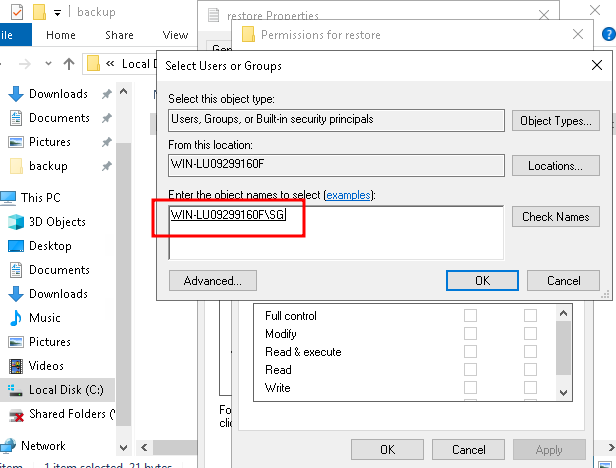 backup
restore Properties
Permissions for restore
ile
Home
Share
View
Local D
Select Users or Groups
Select this object type:
Users, Groups, or Built-in security principals
Object Types...
From this location:
WIN-LU09299160F
Locations...
Enter the object names to select (examples):
WIN-LU09299160F\SG
Check Names
Advanced...
OK
Cancel
Downloads
Documents
Pictures
backup
This PC
3D Objects
Desktop
Documents
Downloads
Music
Pictures
Videos
Local Disk (C:)
Shared Folders (
Network
Full control
Modify
Read & execute
Read
Write
Fo
clic
OK
Cancel
Apply
item
1 item selected 21 bytes